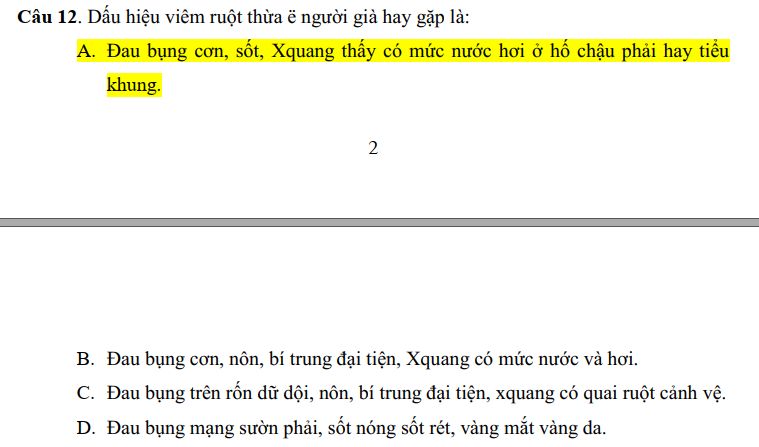 Câu 12. Dấu hiệu viêm ruột thừa ë người già hay gặp là:
A. Đau bụng cơn, sốt, Xquang thấy có mức nước hơi ở hố chậu phải hay tiểu
khung.
2
B. Đau bụng cơn, nôn, bí trung đại tiện, Xquang có mức nước và hơi.
C. Đau bụng trên rốn dữ dội, nôn, bí trung đại tiện, xquang có quai ruột cảnh vệ.
D. Đau bụng mạng sườn phải, sốt nóng sốt rét, vàng mắt vàng da.